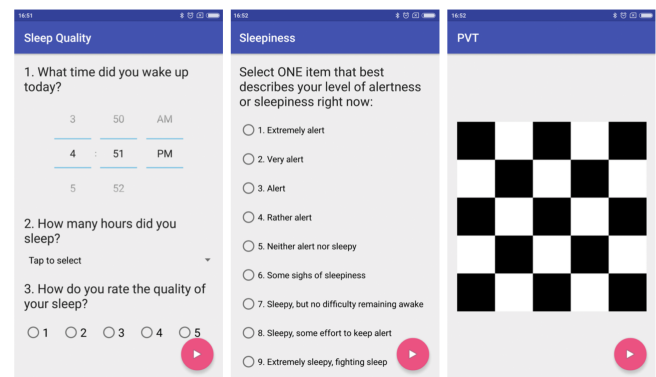 16:51
Sleep Quality
1. What time did you wake up
today?
3 50 AM
4 : 51 PM
5 52
2. How many hours did you
sleep?
Tap to select
3. How do you rate the quality of
your sleep?
1 2 3 4 5
16:52
Sleepiness
Select ONE item that best
describes your level of alertness
or sleepiness right now:
1. Extremely alert
2. Very alert
3. Alert
4. Rather alert
5. Neither alert nor sleepy
6. Some sighs of sleepiness
7. Sleepy, but no difficulty remaining awake
8. Sleepy, some effort to keep alert
9. Extremely sleepy, fighting sleep
16:52
PVT